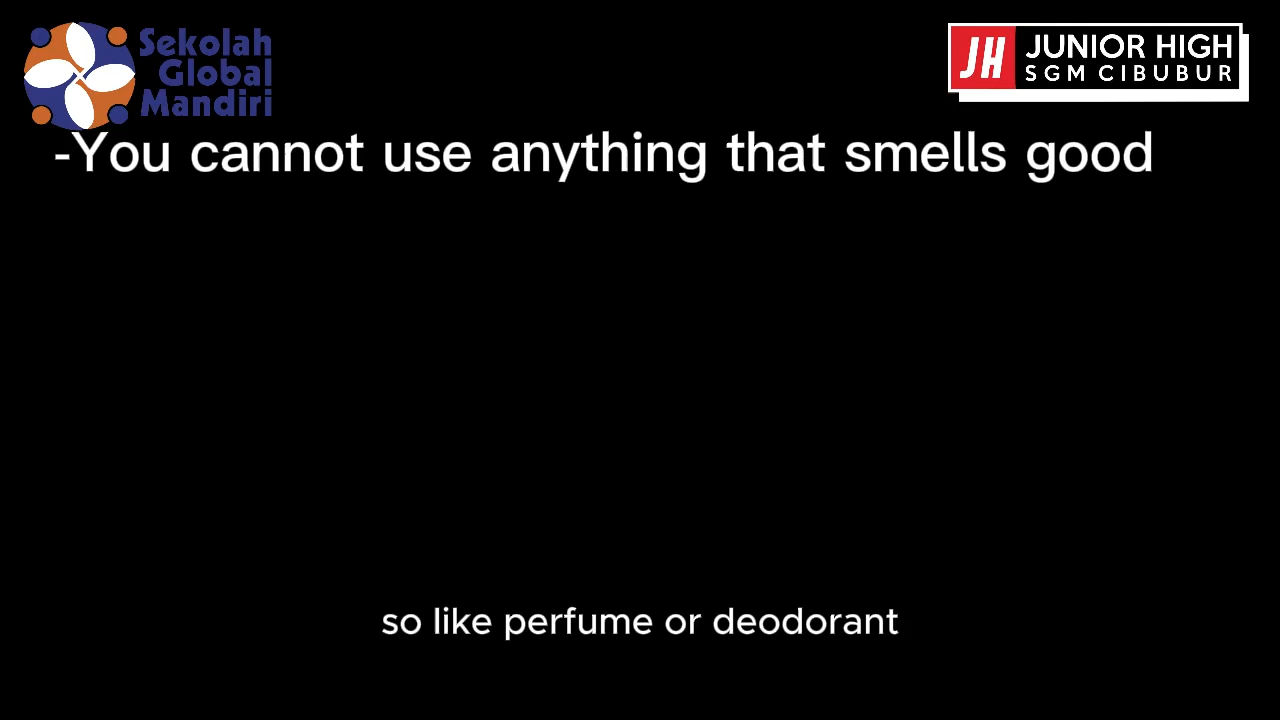 Sekolah
Global
Mandiri
JH JUNIOR HIGH
SGM CIBUBUR
-You cannot use anything that smells good
so like perfume or deodorant